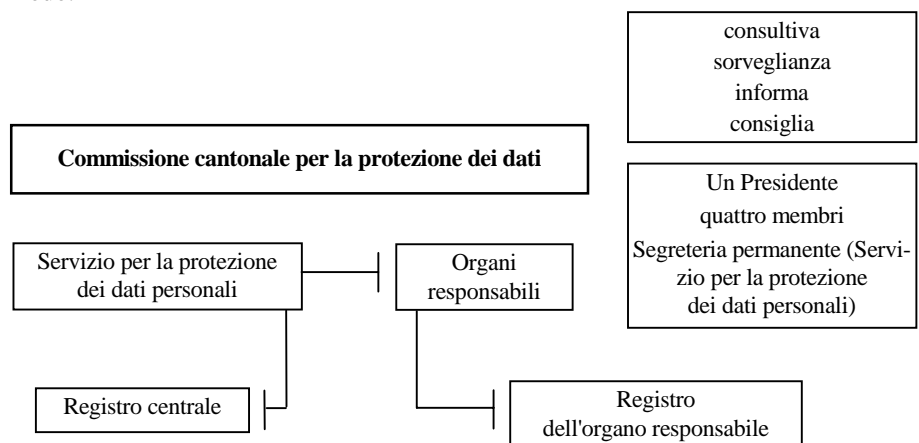 consultiva
sorveglianza
informa
consiglia
Commissione cantonale per la protezione dei dati
Un Presidente
quattro membri
Segreteria permanente (Servi-
zio per la protezione
dei dati personali)
Servizio per la protezione
dei dati personali
Organi
responsabili
Registro centrale
Registro
dell'organo responsabile